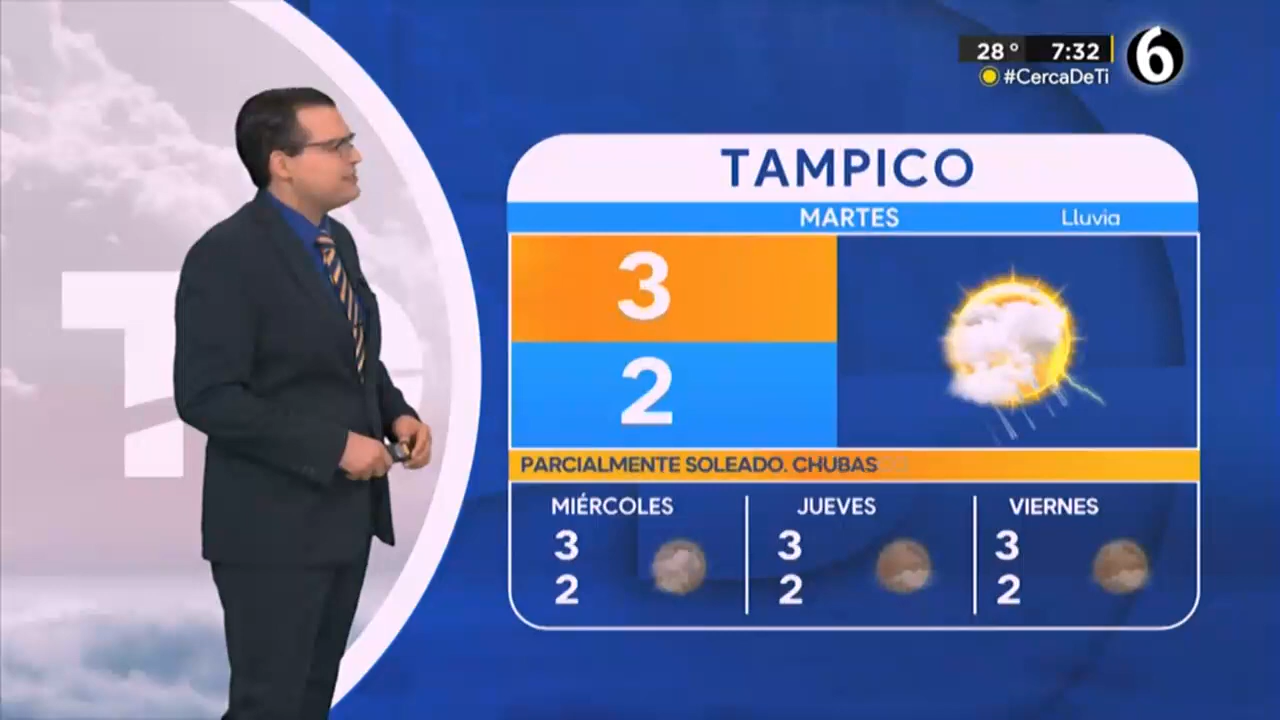 28° 7:32
6
#CercaDeTi
TAMPICO
MARTES Lluvia
3
2
PARCIALMENTE SOLEADO. CHUBAS
MIÉRCOLES JUEVES VIERNES
3 3 3
2 2 2